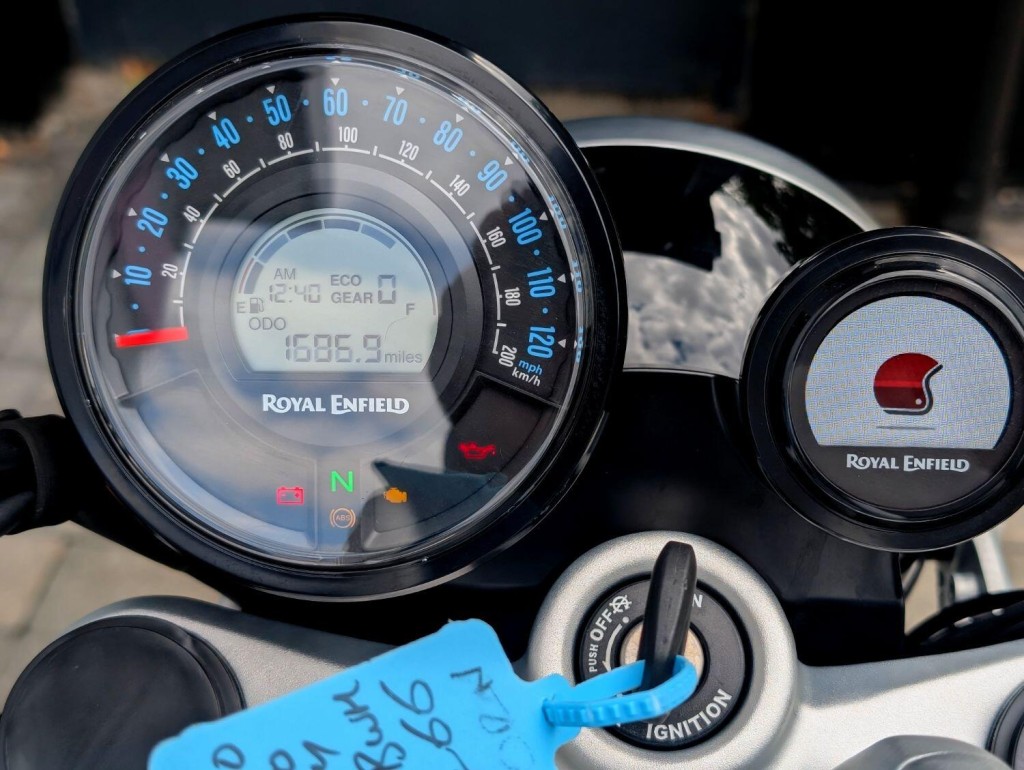 10 20 30 40 50 60 70 80 90 100 110 120
mph
20 40 60 80 100 120 140 160 180 200
km/h
AM ECO
12:40 GEAR 0
E F
ODO
1686.9 miles
ROYAL ENFIELD
N
ABS
ROYAL ENFIELD
PUSH OFF
IGNITION
66